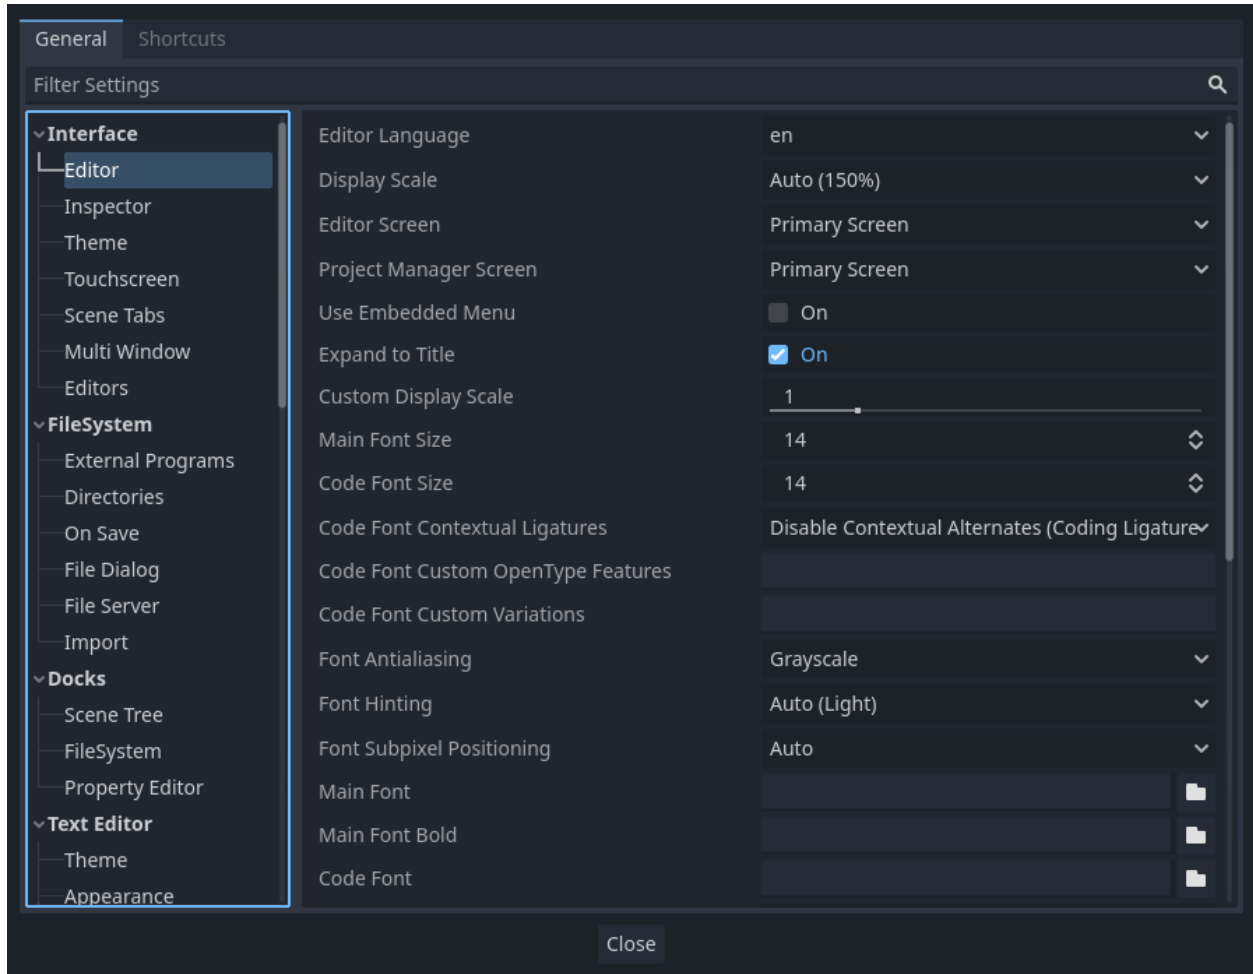 General Shortcuts
Filter Settings
Interface
Editor
Inspector
Theme
Touchscreen
Scene Tabs
Multi Window
Editors
FileSystem
External Programs
Directories
On Save
File Dialog
File Server
Import
Docks
Scene Tree
FileSystem
Property Editor
Text Editor
Theme
Appearance
Editor Language en
Display Scale Auto (150%)
Editor Screen Primary Screen
Project Manager Screen Primary Screen
Use Embedded Menu On
Expand to Title On
Custom Display Scale 1
Main Font Size 14
Code Font Size 14
Code Font Contextual Ligatures Disable Contextual Alternates (Coding Ligature
Code Font Custom OpenType Features
Code Font Custom Variations
Font Antialiasing Grayscale
Font Hinting Auto (Light)
Font Subpixel Positioning Auto
Main Font
Main Font Bold
Code Font
Close